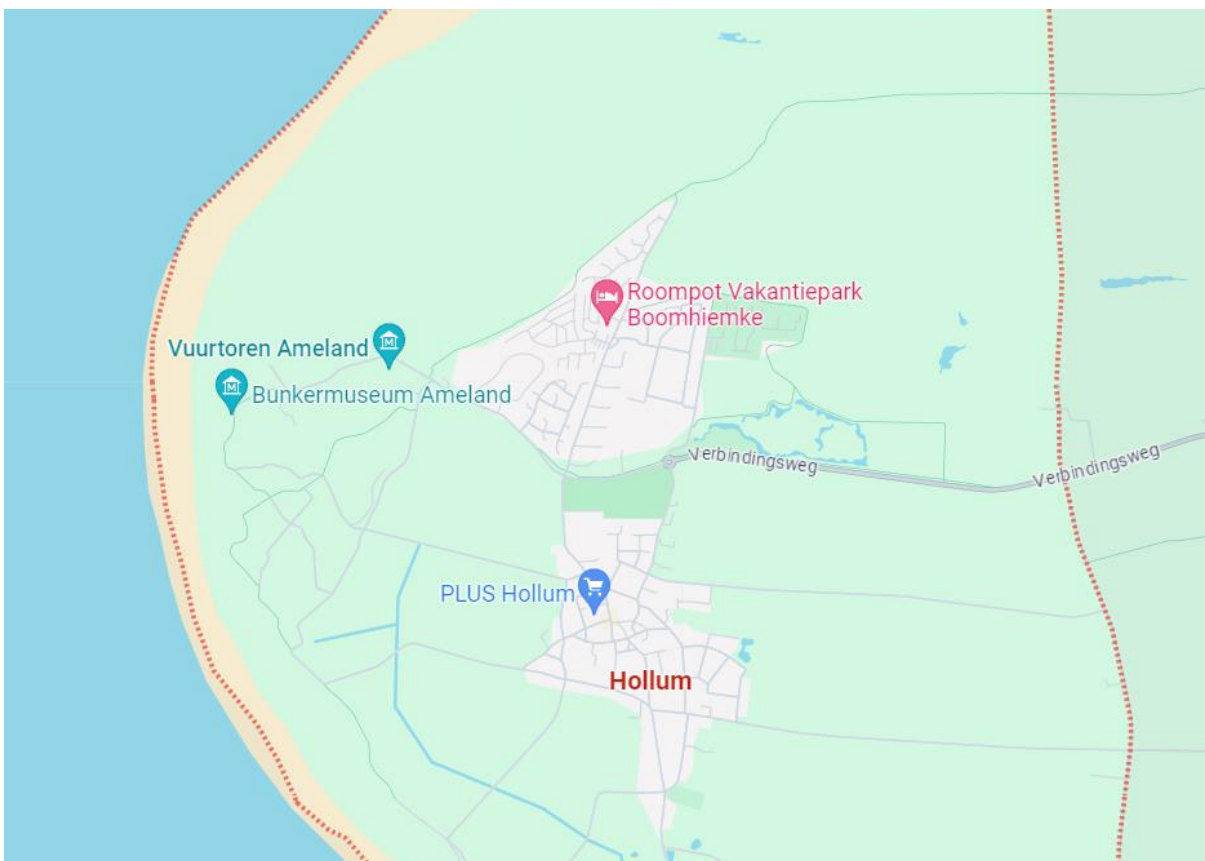 Roompot Vakantiepark
Boomhiemke
Vuurtoren Ameland
Bunkermuseum Ameland
Verbindingsweg
Verbindingsweg
PLUS Hollum
Hollum